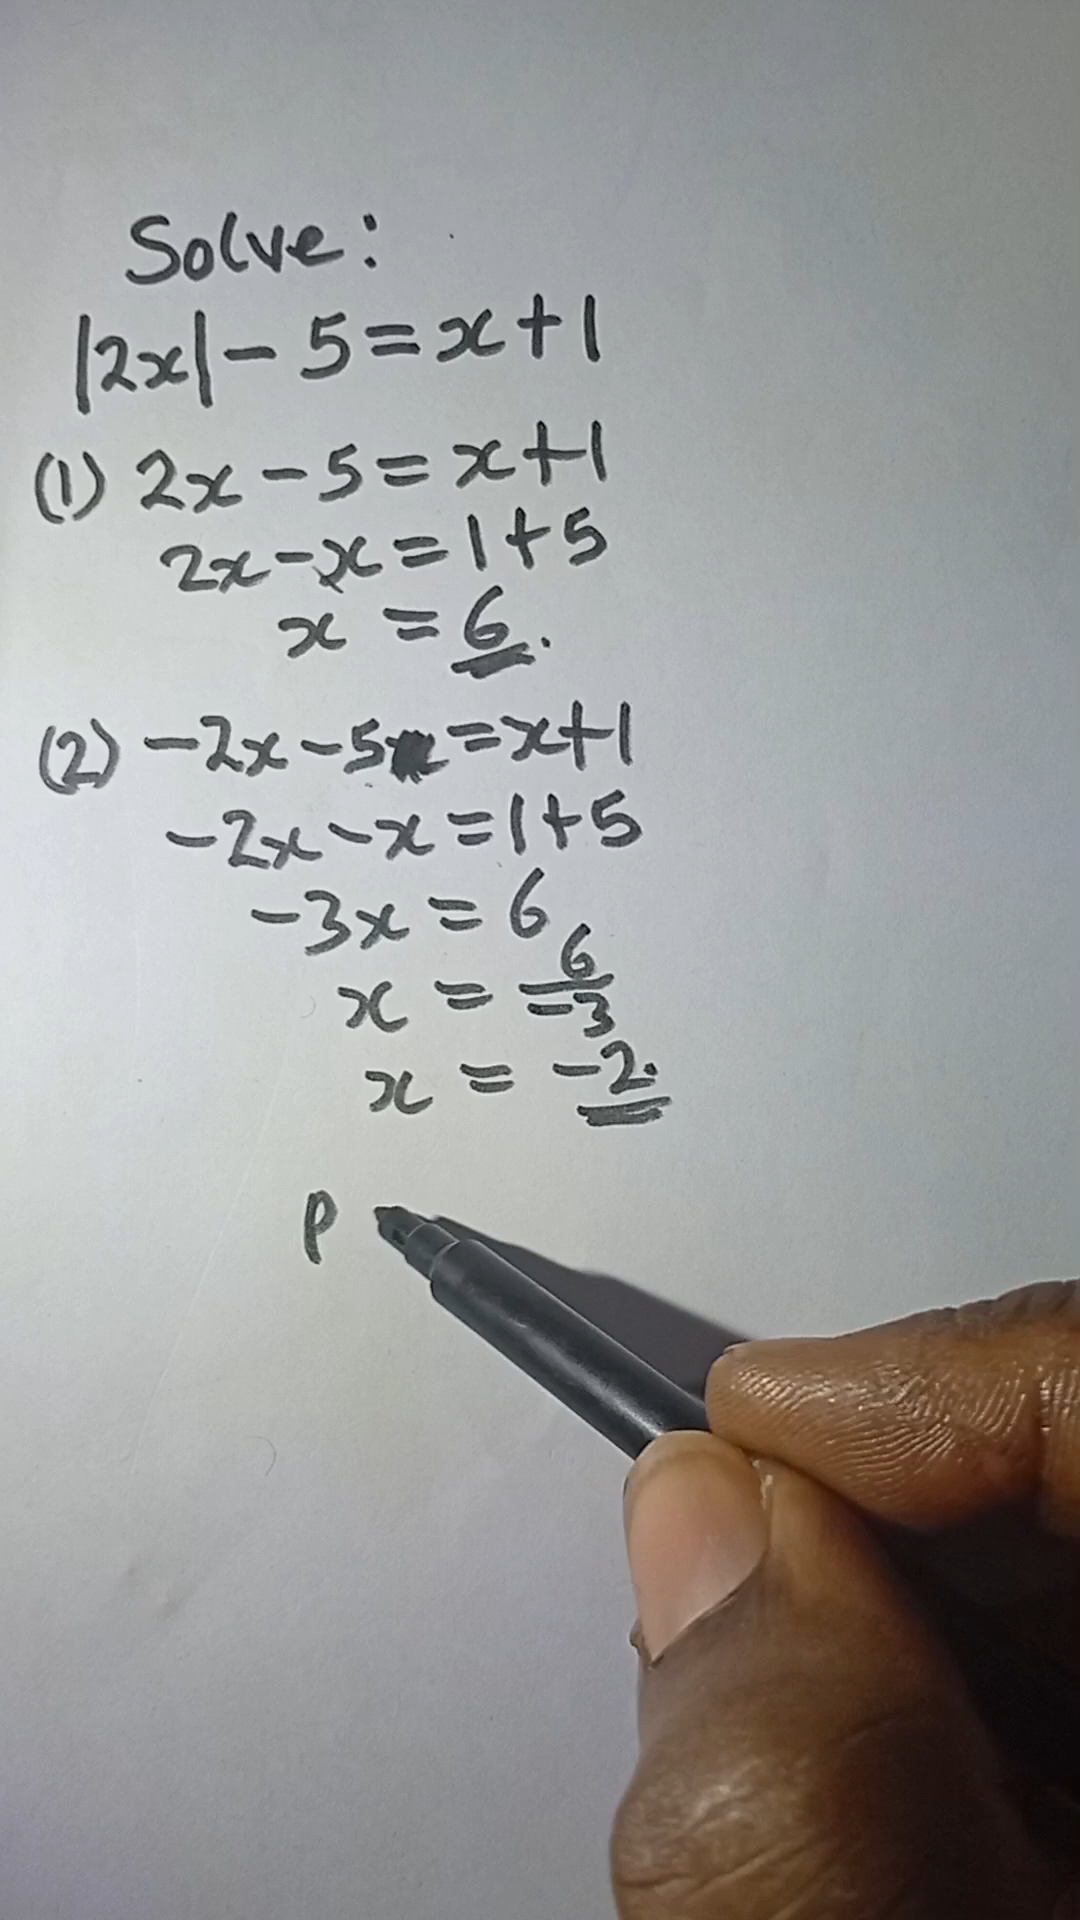 Solve:
|2x| - 5 = x + 1
(1) 2x - 5 = x + 1
2x - x = 1 + 5
x = 6.
(2) -2x - 5 = x + 1
-2x - x = 1 + 5
-3x = 6
x = 6/-3
x = -2.
P